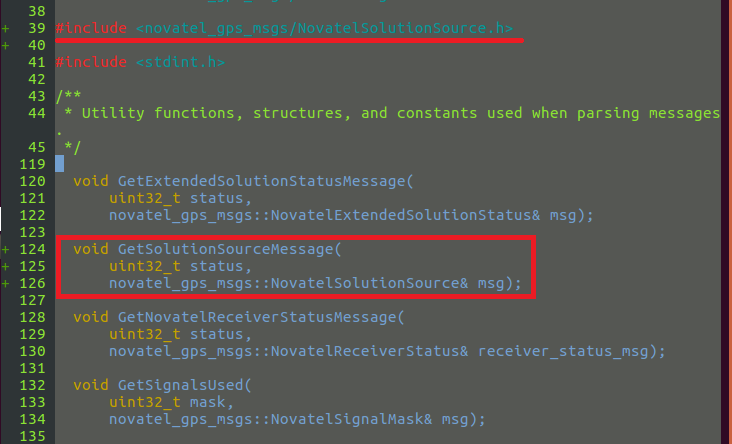 38
+ 39 #include <novatel_gps_msgs/NovatelSolutionSource.h>
+ 40
41 #include <stdint.h>
42
43 /**
44  * Utility functions, structures, and constants used when parsing messages
.
45  */
119
120   void GetExtendedSolutionStatusMessage(
121       uint32_t status,
122       novatel_gps_msgs::NovatelExtendedSolutionStatus& msg);
123
+ 124   void GetSolutionSourceMessage(
+ 125       uint32_t status,
+ 126       novatel_gps_msgs::NovatelSolutionSource& msg);
127
128   void GetNovatelReceiverStatusMessage(
129       uint32_t status,
130       novatel_gps_msgs::NovatelReceiverStatus& receiver_status_msg);
131
132   void GetSignalsUsed(
133       uint32_t mask,
134       novatel_gps_msgs::NovatelSignalMask& msg);
135